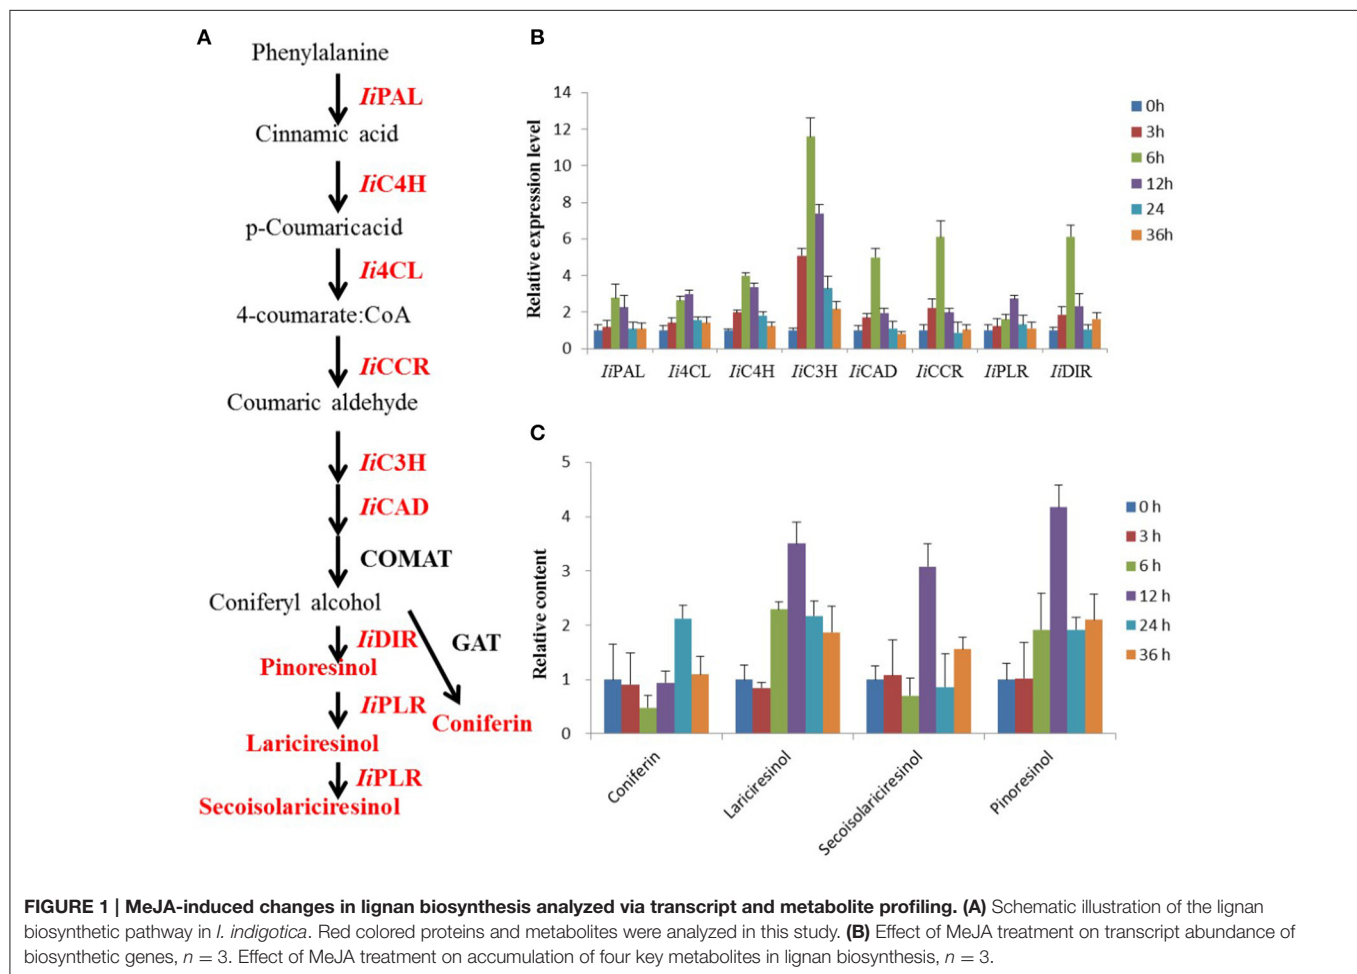 A
Phenylalanine
IiPAL
Cinnamic acid
IiC4H
p-Coumaricacid
Ii4CL
4-coumarate:CoA
IiCCR
Coumaric aldehyde
IiC3H
IiCAD
COMAT
Coniferyl alcohol
GAT
IiDIR
Pinoresinol
IiPLR
Coniferin
Lariciresinol
IiPLR
Secoisolariciresinol
B
Relative expression level
14
12
10
8
6
4
2
0
IiPAL Ii4CL IiC4H IiC3H IiCAD IiCCR IiPLR IiDIR
0h
3h
6h
12h
24
36h
C
Relative content
5
4
3
2
1
0
Coniferin
Lariciresinol
Secoisolariciresinol
Pinoresinol
0 h
3 h
6 h
12 h
24 h
36 h
FIGURE 1 | MeJA-induced changes in lignan biosynthesis analyzed via transcript and metabolite profiling. (A) Schematic illustration of the lignan
biosynthetic pathway in I. indigotica. Red colored proteins and metabolites were analyzed in this study. (B) Effect of MeJA treatment on transcript abundance of
biosynthetic genes, n = 3. Effect of MeJA treatment on accumulation of four key metabolites in lignan biosynthesis, n = 3.